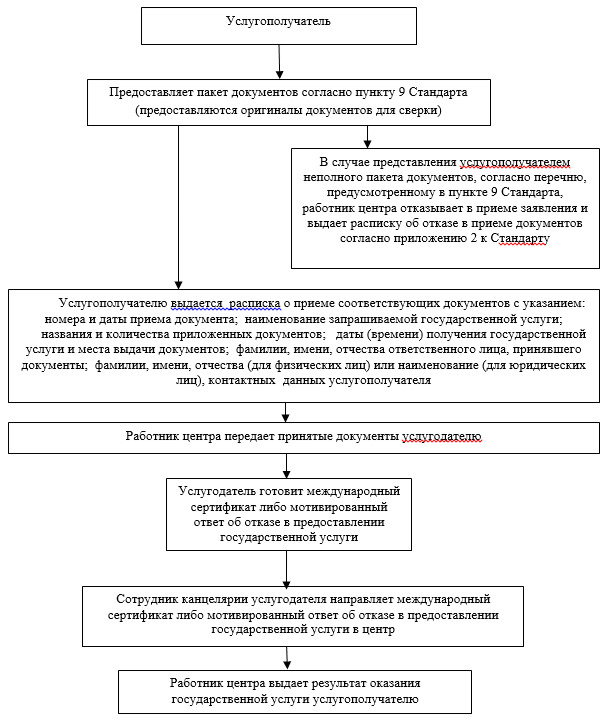 Услугополучатель
Предоставляет пакет документов согласно пункту 9 Стандарта
(предоставляются оригиналы документов для сверки)
В случае представления услугополучателем
неполного пакета документов, согласно перечню,
предусмотренному в пункте 9 Стандарта,
работник центра отказывает в приеме заявления и
выдает расписку об отказе в приеме документов
согласно приложению 2 к Стандарту
Услугополучателю выдается расписка о приеме соответствующих документов с указанием:
номера и даты приема документа; наименование запрашиваемой государственной услуги;
названия и количества приложенных документов; даты (времени) получения государственной
услуги и места выдачи документов; фамилии, имени, отчества ответственного лица, принявшего
документы; фамилии, имени, отчества (для физических лиц) или наименование (для юридических
лиц), контактных данных услугополучателя
Работник центра передает принятые документы услугодателю
Услугодатель готовит международный
сертификат либо мотивированный
ответ об отказе в предоставлении
государственной услуги
Сотрудник канцелярии услугодателя направляет международный
сертификат либо мотивированный ответ об отказе в предоставлении
государственной услуги в центр
Работник центра выдает результат оказания
государственной услуги услугополучателю